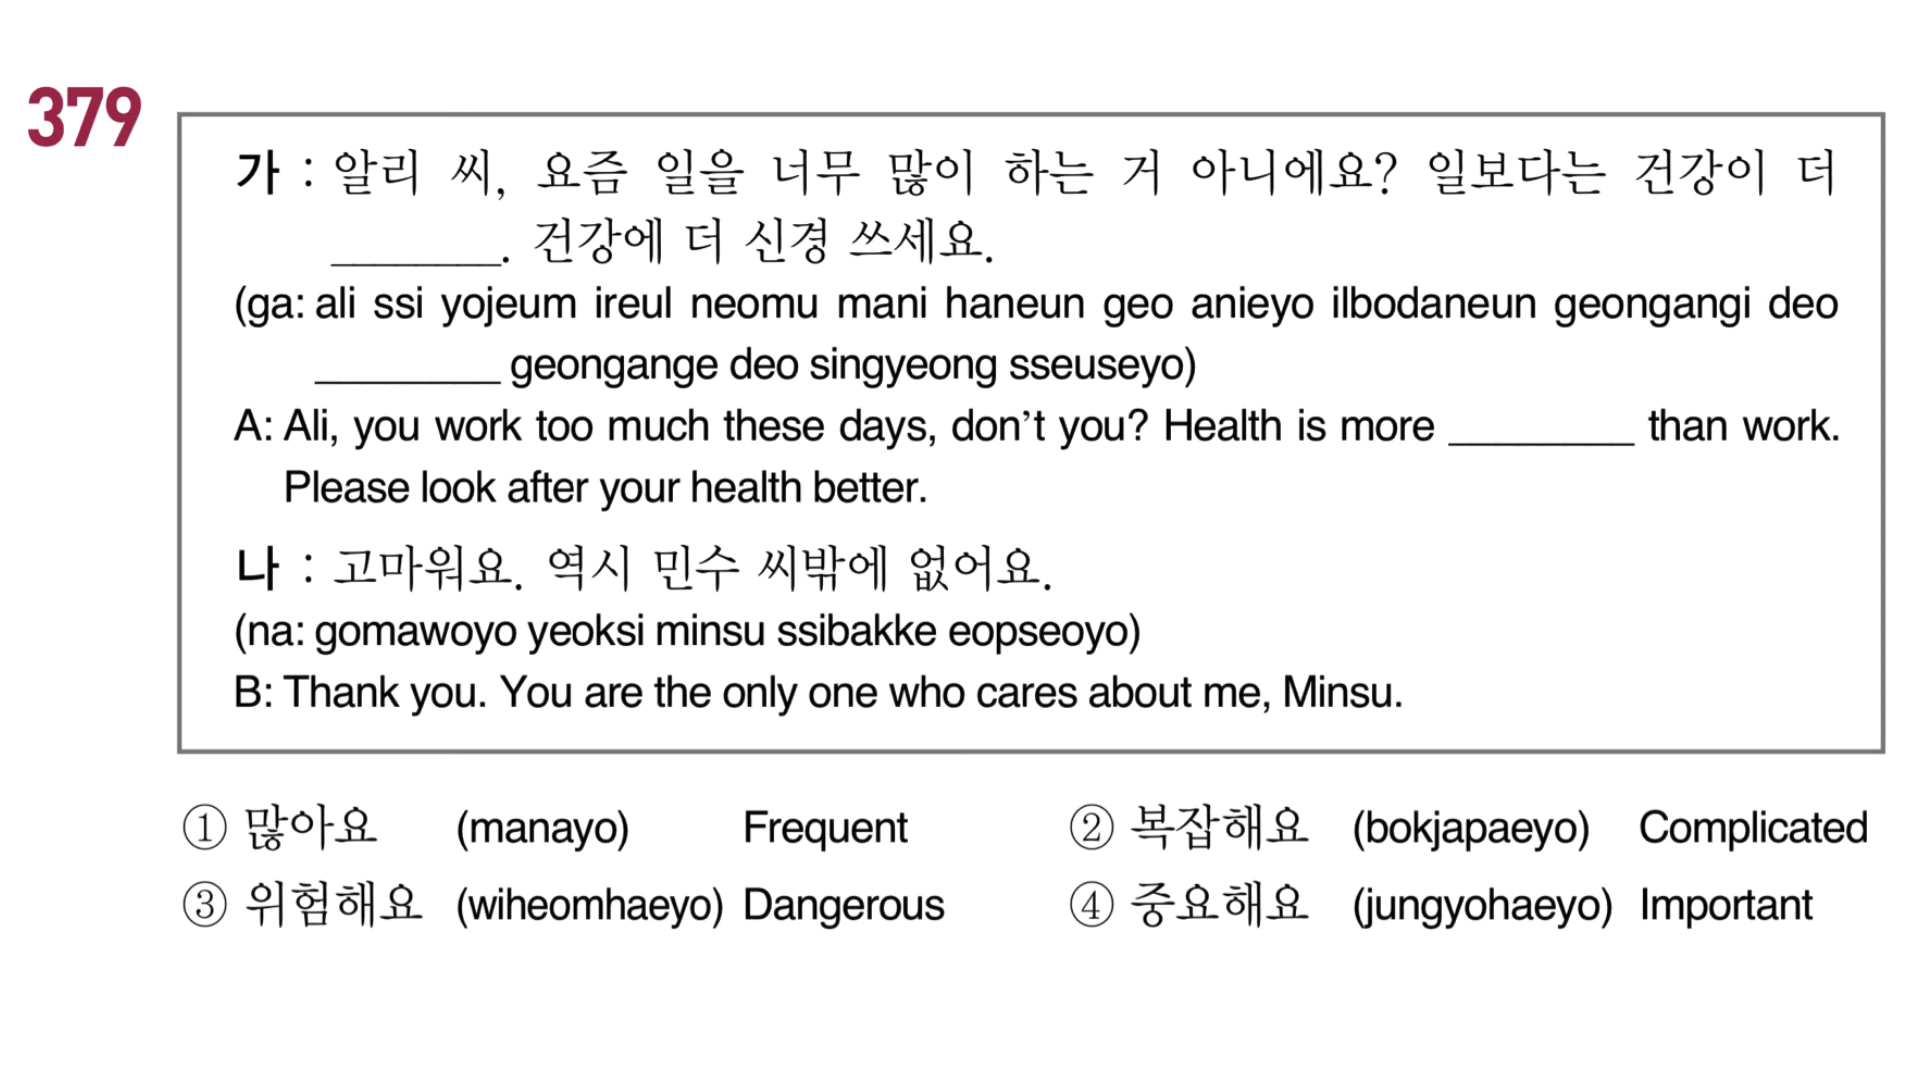 379
가 : 알리 씨, 요즘 일을 너무 많이 하는 거 아니에요? 일보다는 건강이 더
________. 건강에 더 신경 쓰세요.
(ga: ali ssi yojeum ireul neomu mani haneun geo anieyo ilbodaneun geongangi deo
________ geongange deo singyeong sseuseyo)
A: Ali, you work too much these days, don’t you? Health is more ________ than work.
Please look after your health better.
나 : 고마워요. 역시 민수 씨밖에 없어요.
(na: gomawoyo yeoksi minsu ssibakke eopseoyo)
B: Thank you. You are the only one who cares about me, Minsu.
① 많아요 (manayo) Frequent ② 복잡해요 (bokjapaeyo) Complicated
③ 위험해요 (wiheomhaeyo) Dangerous ④ 중요해요 (jungyohaeyo) Important